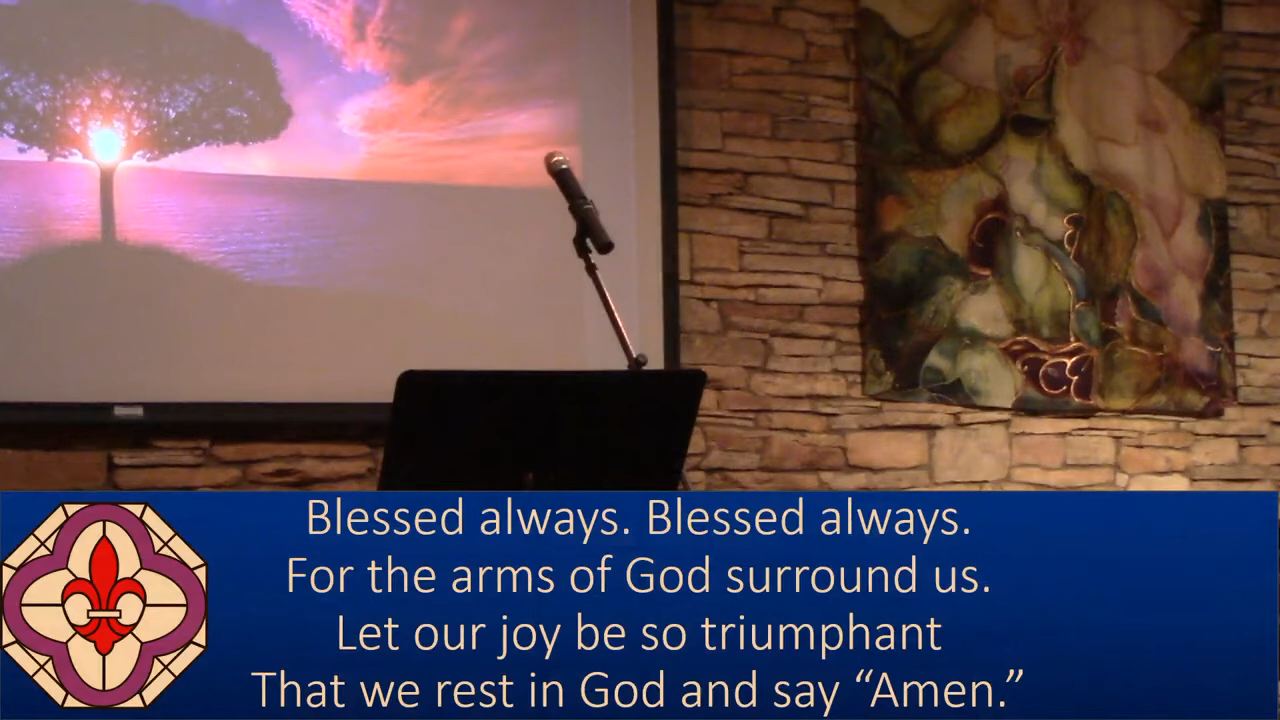 Blessed always. Blessed always.
For the arms of God surround us.
Let our joy be so triumphant
That we rest in God and say “Amen.”